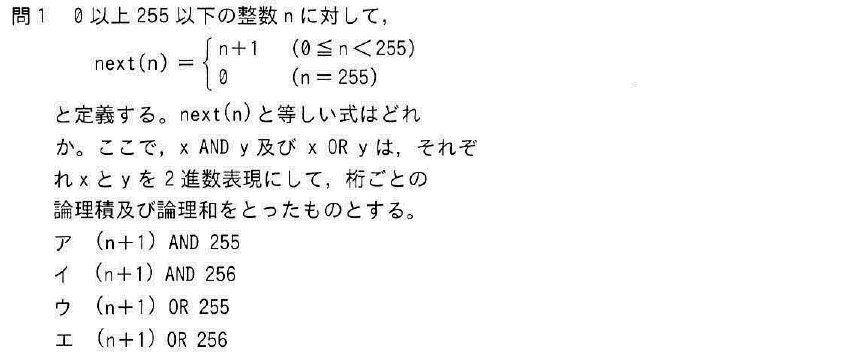 問1 0以上255以下の整数nに対して,
next(n) = { n+1 (0≦n<255)
0 (n=255)
と定義する。next(n)と等しい式はどれ
か。ここで, x AND y及び x OR yは, それぞ
れxとyを2進数表現にして, 桁ごとの
論理積及び論理和をとったものとする。
ア (n+1) AND 255
イ (n+1) AND 256
ウ (n+1) OR 255
エ (n+1) OR 256